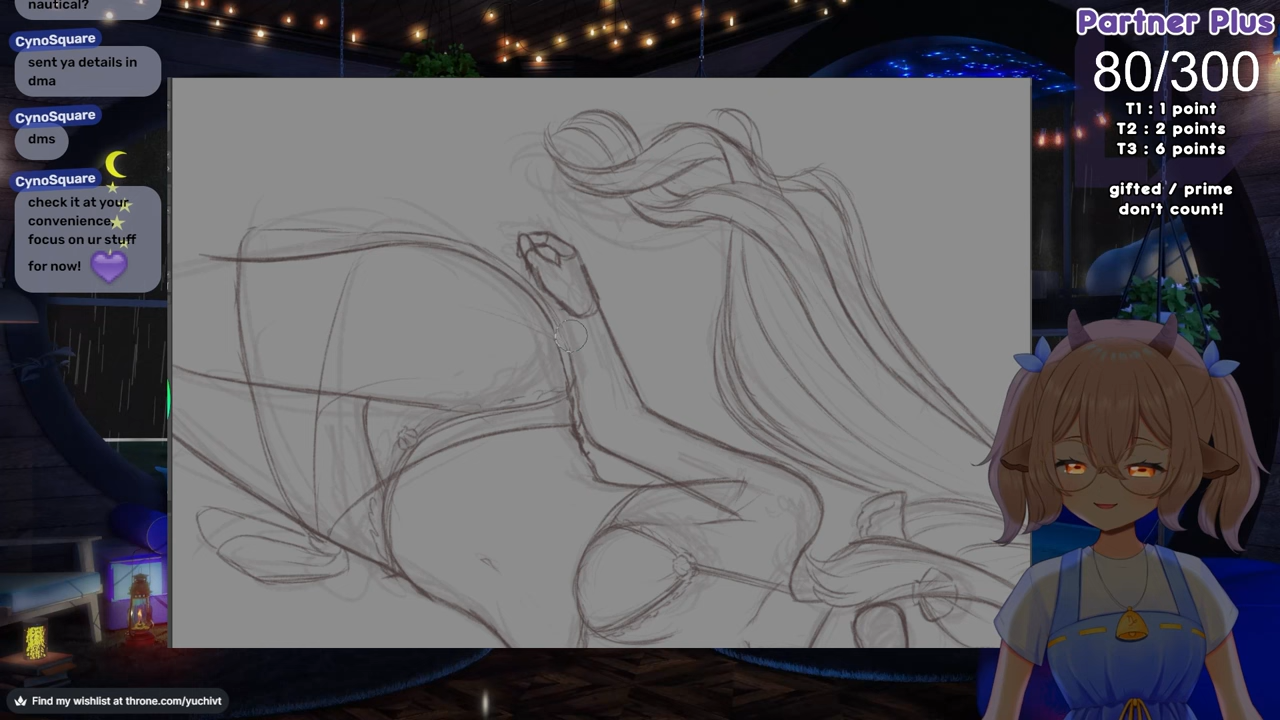 nautical?
CynoSquare
sent ya details in
dma
CynoSquare
dms
CynoSquare
check it at your
convenience,
focus on ur stuff
for now!
Partner Plus
80/300
T1 : 1 point
T2 : 2 points
T3 : 6 points
gifted / prime
don't count!
Find my wishlist at throne.com/yuchivt